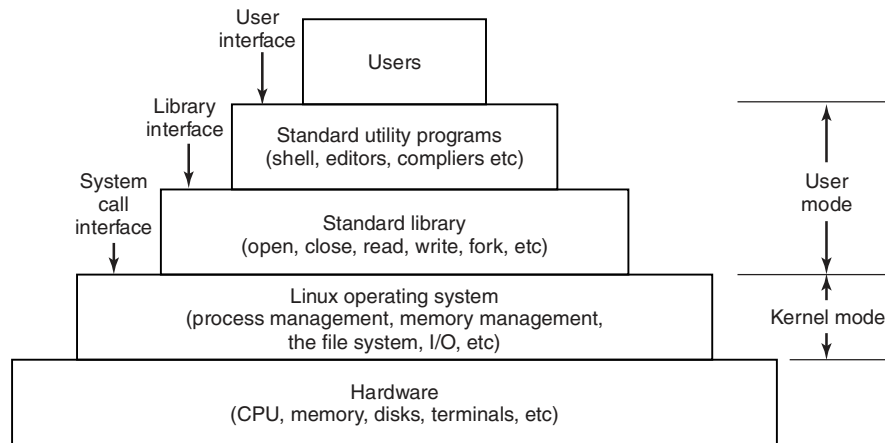 User
interface
Users
Library
interface
Standard utility programs
(shell, editors, compliers etc)
System
call
interface
User
mode
Standard library
(open, close, read, write, fork, etc)
Linux operating system
(process management, memory management,
the file system, I/O, etc)
Kernel mode
Hardware
(CPU, memory, disks, terminals, etc)